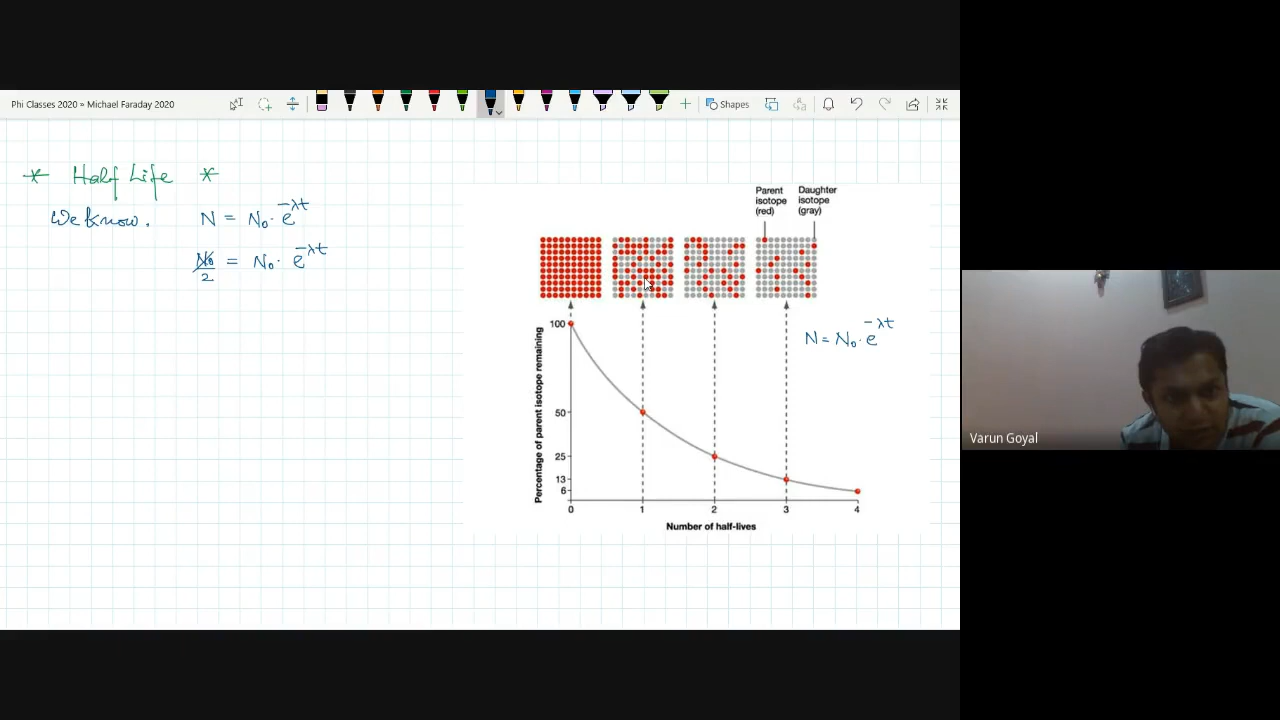 Phi Classes 2020 » Michael Faraday 2020
Shapes
* Half Life *
We know. N = N₀ · e^-λt
N₀/2 = N₀ · e^-λt
Parent isotope (red)
Daughter isotope (gray)
N = N₀ · e^-λt
Percentage of parent isotope remaining
100
50
25
13
6
0 1 2 3 4
Number of half-lives
Varun Goyal